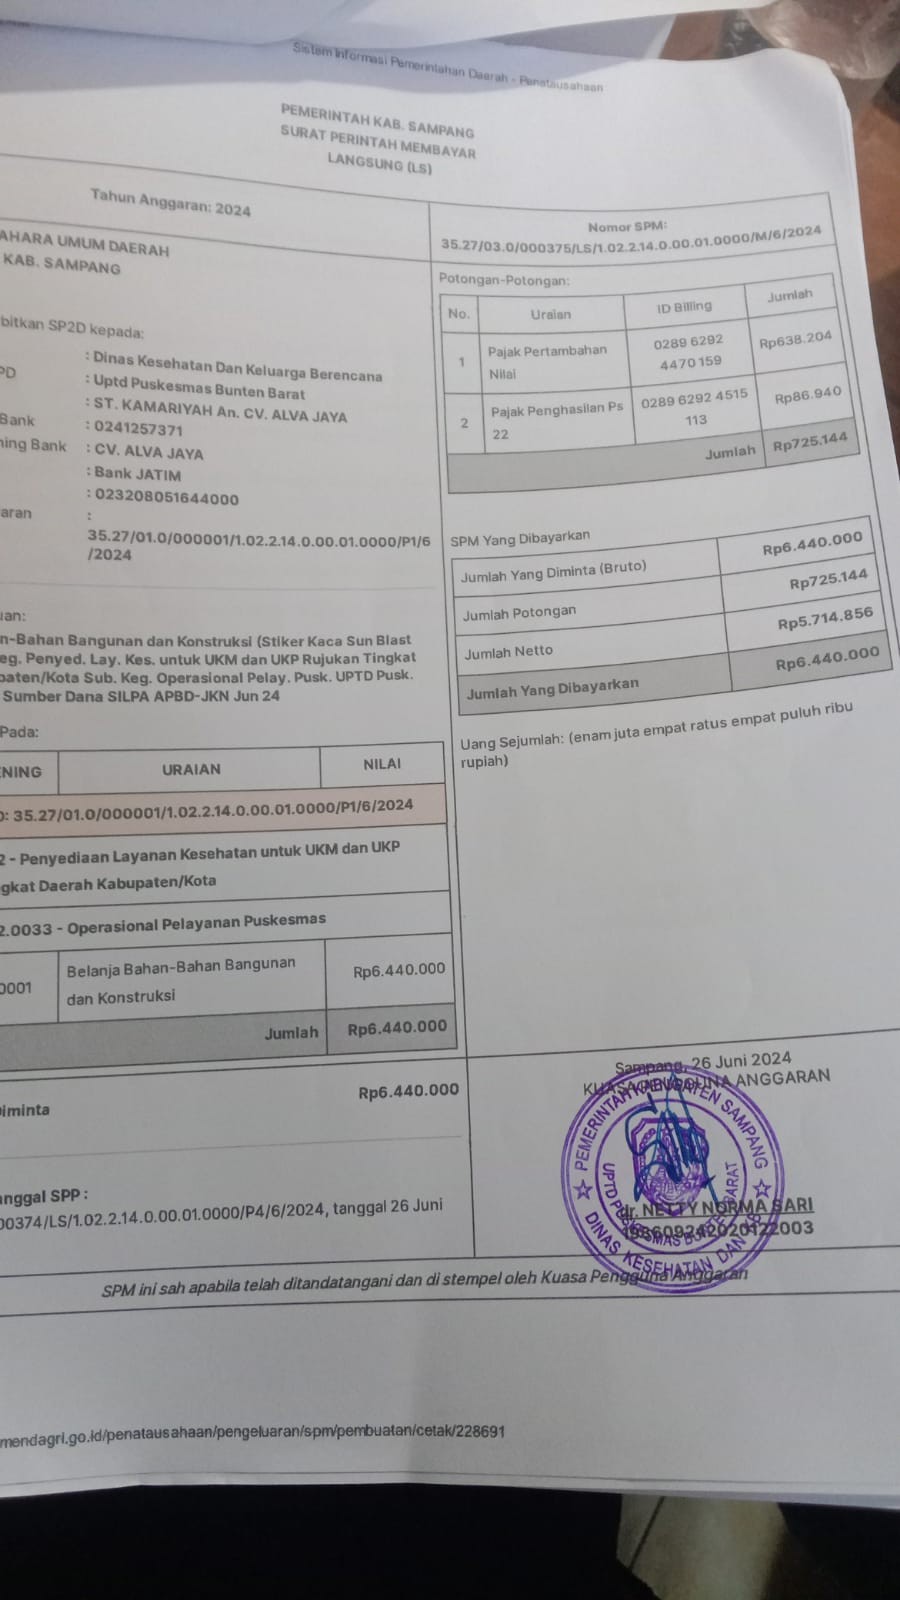 Sistem Informasi Pemerintahan Daerah - Penatausahaan
PEMERINTAH KAB. SAMPANG
SURAT PERINTAH MEMBAYAR
LANGSUNG (LS)
Tahun Anggaran: 2024
Nomor SPM:
35.27/03.0/000375/LS/1.02.2.14.0.00.01.0000/M/6/2024
AHARA UMUM DAERAH
KAB. SAMPANG
bitkan SP2D kepada:
PD : Dinas Kesehatan Dan Keluarga Berencana
: Uptd Puskesmas Bunten Barat
: ST. KAMARIYAH An. CV. ALVA JAYA
Bank : 0241257371
ning Bank : CV. ALVA JAYA
: Bank JATIM
: 023208051644000
aran :
35.27/01.0/000001/1.02.2.14.0.00.01.0000/P1/6
/2024
uan:
n-Bahan Bangunan dan Konstruksi (Stiker Kaca Sun Blast
eg. Penyed. Lay. Kes. untuk UKM dan UKP Rujukan Tingkat
paten/Kota Sub. Keg. Operasional Pelay. Pusk. UPTD Pusk.
Sumber Dana SILPA APBD-JKN Jun 24
Pada:
NING URAIAN NILAI
: 35.27/01.0/000001/1.02.2.14.0.00.01.0000/P1/6/2024
2 - Penyediaan Layanan Kesehatan untuk UKM dan UKP
gkat Daerah Kabupaten/Kota
2.0033 - Operasional Pelayanan Puskesmas
0001 Belanja Bahan-Bahan Bangunan
dan Konstruksi Rp6.440.000
Jumlah Rp6.440.000
Diminta Rp6.440.000
anggal SPP :
00374/LS/1.02.2.14.0.00.01.0000/P4/6/2024, tanggal 26 Juni
Potongan-Potongan:
No. Uraian ID Billing Jumlah
1 Pajak Pertambahan
Nilai 0289 6292
4470159 Rp638.204
2 Pajak Penghasilan Ps
22 0289 6292 4515
113 Rp86.940
Jumlah Rp725.144
SPM Yang Dibayarkan
Jumlah Yang Diminta (Bruto) Rp6.440.000
Jumlah Potongan Rp725.144
Jumlah Netto Rp5.714.856
Jumlah Yang Dibayarkan Rp6.440.000
Uang Sejumlah: (enam juta empat ratus empat puluh ribu
rupiah)
Sampang, 26 Juni 2024
KUASA PENGGUNA ANGGARAN
PEMERINTAH KABUPATEN SAMPANG
UPTD PUSKESMAS BUNTEN BARAT
DINAS KESEHATAN DAN KB
dr. NETTY NORMA SARI
198609242020122003
SPM ini sah apabila telah ditandatangani dan di stempel oleh Kuasa Pengguna Anggaran
mendagri.go.id/penatausahaan/pengeluaran/spm/pembuatan/cetak/228691